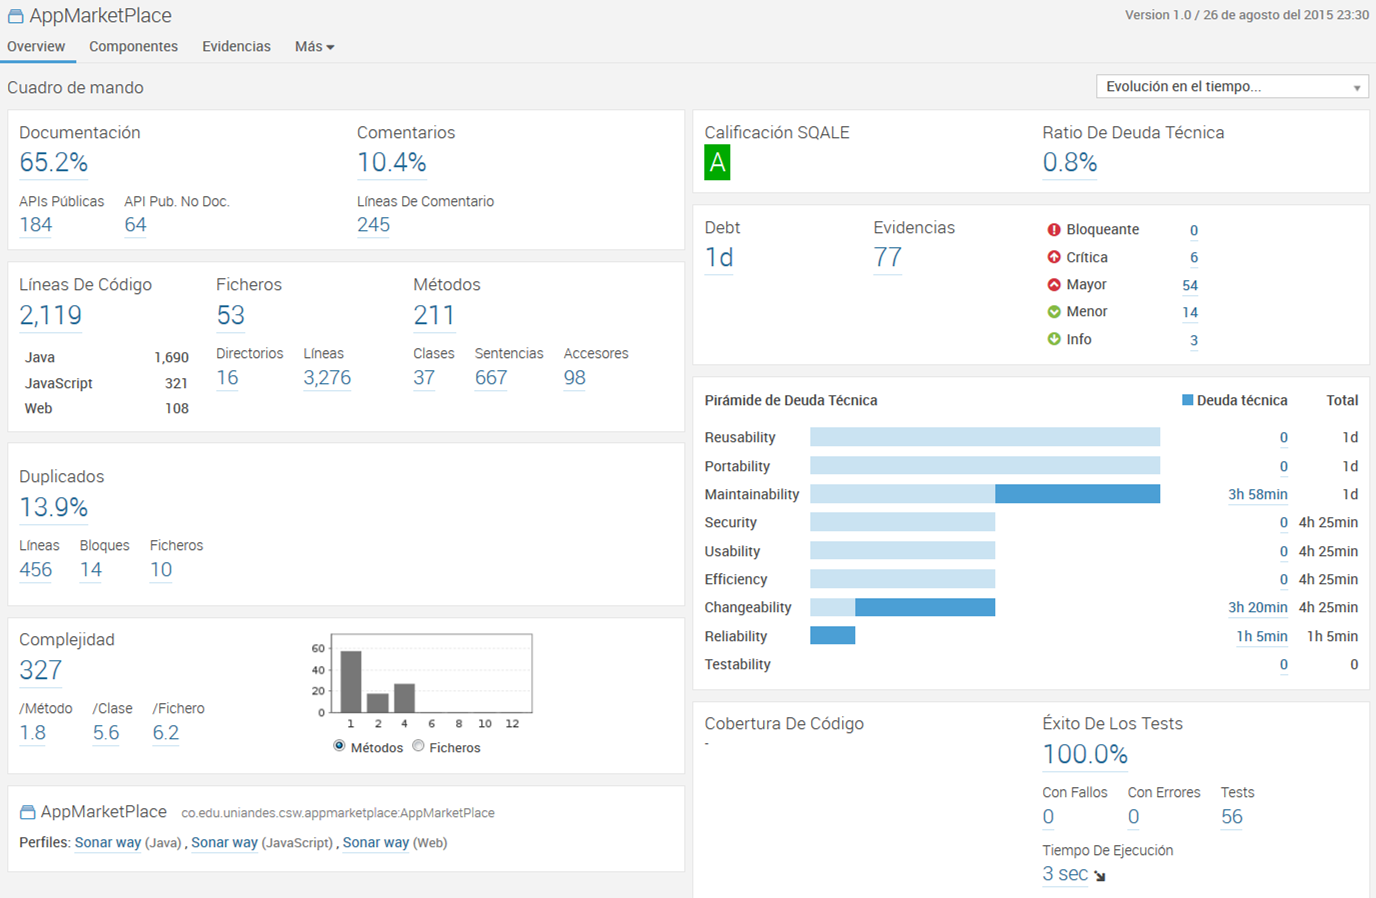 AppMarketPlace
Version 1.0 / 26 de agosto del 2015 23:30
Overview Componentes Evidencias Más
Cuadro de mando
Evolución en el tiempo...
Documentación Comentarios
65.2% 10.4%
APIs Públicas API Pub. No Doc. Líneas De Comentario
184 64 245
Líneas De Código Ficheros Métodos
2,119 53 211
Java 1,690
JavaScript 321
Web 108
Directorios Líneas Clases Sentencias Accesores
16 3,276 37 667 98
Duplicados
13.9%
Líneas Bloques Ficheros
456 14 10
Complejidad
327
/Método /Clase /Fichero
1.8 5.6 6.2
60
40
20
0
1 2 4 6 8 10 12
Métodos Ficheros
AppMarketPlace co.edu.uniandes.csw.appmarketplace:AppMarketPlace
Perfiles: Sonar way (Java) , Sonar way (JavaScript) , Sonar way (Web)
Calificación SQALE Ratio De Deuda Técnica
A 0.8%
Debt Evidencias
1d 77
Bloqueante 0
Crítica 6
Mayor 54
Menor 14
Info 3
Pirámide de Deuda Técnica Deuda técnica Total
Reusability 0 1d
Portability 0 1d
Maintainability 3h 58min 1d
Security 0 4h 25min
Usability 0 4h 25min
Efficiency 0 4h 25min
Changeability 3h 20min 4h 25min
Reliability 1h 5min 1h 5min
Testability 0 0
Cobertura De Código Éxito De Los Tests
- 100.0%
Con Fallos Con Errores Tests
0 0 56
Tiempo De Ejecución
3 sec